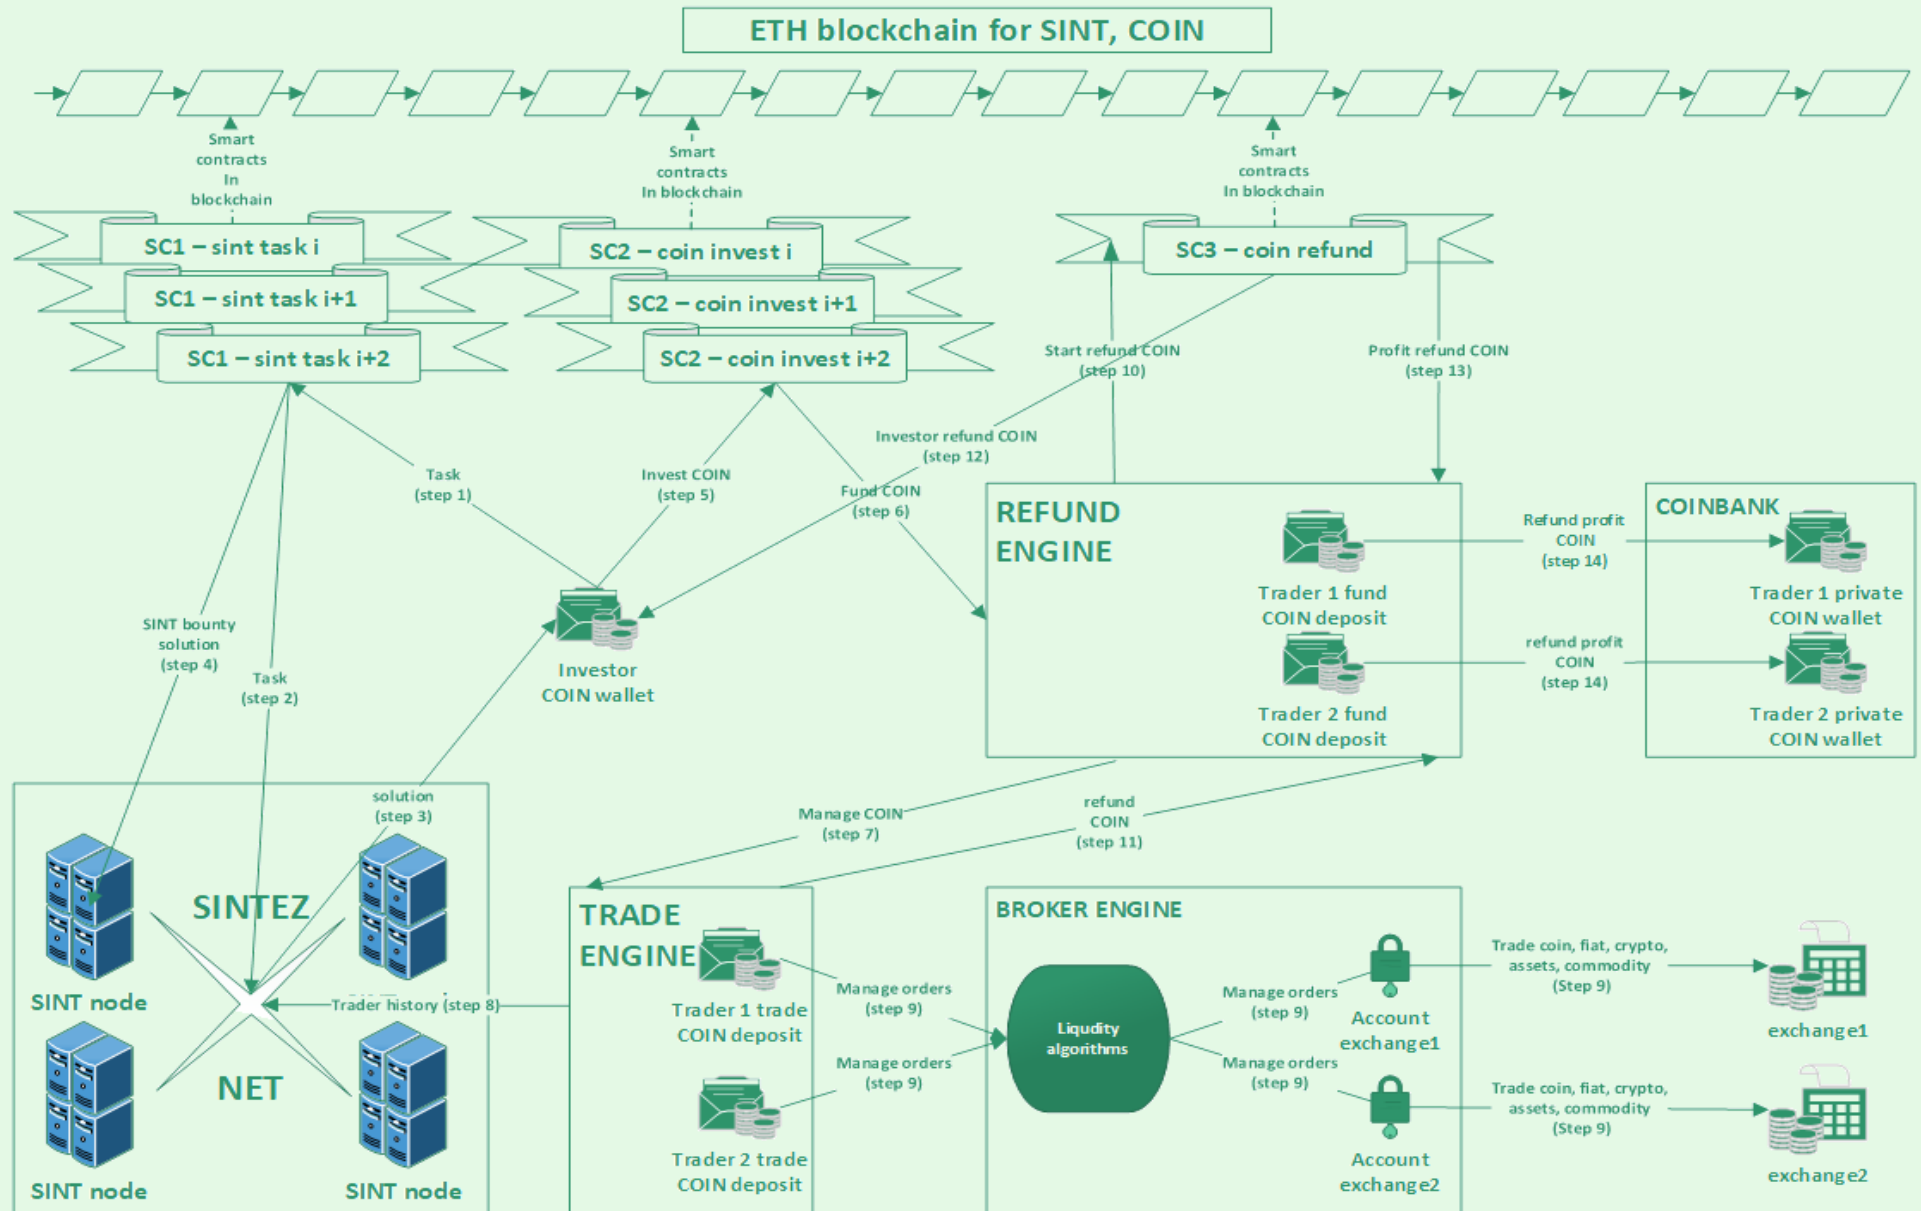 ETH blockchain for SINT, COIN
Smart
contracts
In
blockchain
Smart
contracts
In blockchain
Smart
contracts
In blockchain
SC1 – sint task i
SC1 – sint task i+1
SC1 – sint task i+2
SC2 – coin invest i
SC2 – coin invest i+1
SC2 – coin invest i+2
SC3 – coin refund
Start refund COIN
(step 10)
Profit refund COIN
(step 13)
Investor refund COIN
(step 12)
Task
(step 1)
Invest COIN
(step 5)
Fund COIN
(step 6)
SINT bounty
solution
(step 4)
Task
(step 2)
Investor
COIN wallet
REFUND
ENGINE
Trader 1 fund
COIN deposit
Trader 2 fund
COIN deposit
Refund profit
COIN
(step 14)
refund profit
COIN
(step 14)
COINBANK
Trader 1 private
COIN wallet
Trader 2 private
COIN wallet
solution
(step 3)
Manage COIN
(step 7)
refund
COIN
(step 11)
SINTEZ
NET
SINT node
SINT node
SINT node
Trader history (step 8)
TRADE
ENGINE
Trader 1 trade
COIN deposit
Trader 2 trade
COIN deposit
Manage orders
(step 9)
Manage orders
(step 9)
BROKER ENGINE
Liqudity
algorithms
Manage orders
(step 9)
Manage orders
(step 9)
Account
exchange1
Account
exchange2
Trade coin, fiat, crypto,
assets, commodity
(Step 9)
Trade coin, fiat, crypto,
assets, commodity
(Step 9)
exchange1
exchange2